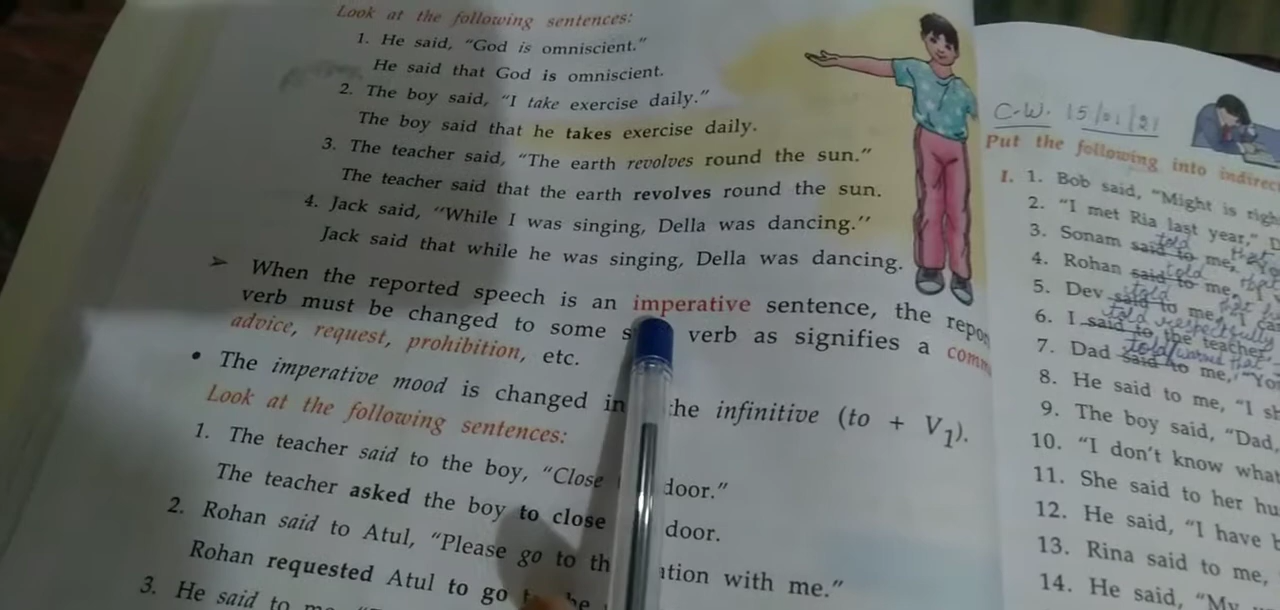 Look at the following sentences:
1. He said, "God is omniscient."
He said that God is omniscient.
2. The boy said, "I take exercise daily."
The boy said that he takes exercise daily.
3. The teacher said, "The earth revolves round the sun."
The teacher said that the earth revolves round the sun.
4. Jack said, "While I was singing, Della was dancing."
Jack said that while he was singing, Della was dancing.
➤ When the reported speech is an imperative sentence, the
verb must be changed to some verb as signifies a
advice, request, prohibition, etc.
• The imperative mood is changed the infinitive (to + V1).
Look at the following sentences:
1. The teacher said to the boy, "Close door."
The teacher asked the boy to close door.
2. Rohan said to Atul, "Please go to with me."
Rohan requested Atul to go
3. He said to
C.W. 15/01/21
Put the following into
I. 1. Bob said, "Might is
2. "I met Ria last year,"
told
3. Sonam said to me,
told
4. Rohan said to me,
5. Dev said to me,
told respectfully
6. I said to the teacher,
told/warned that
7. Dad said to me,
8. He said to me, "I
9. The boy said, "Dad,
10. "I don't know what
11. She said to her
12. He said, "I have
13. Rina said to me,
14. He said, "My